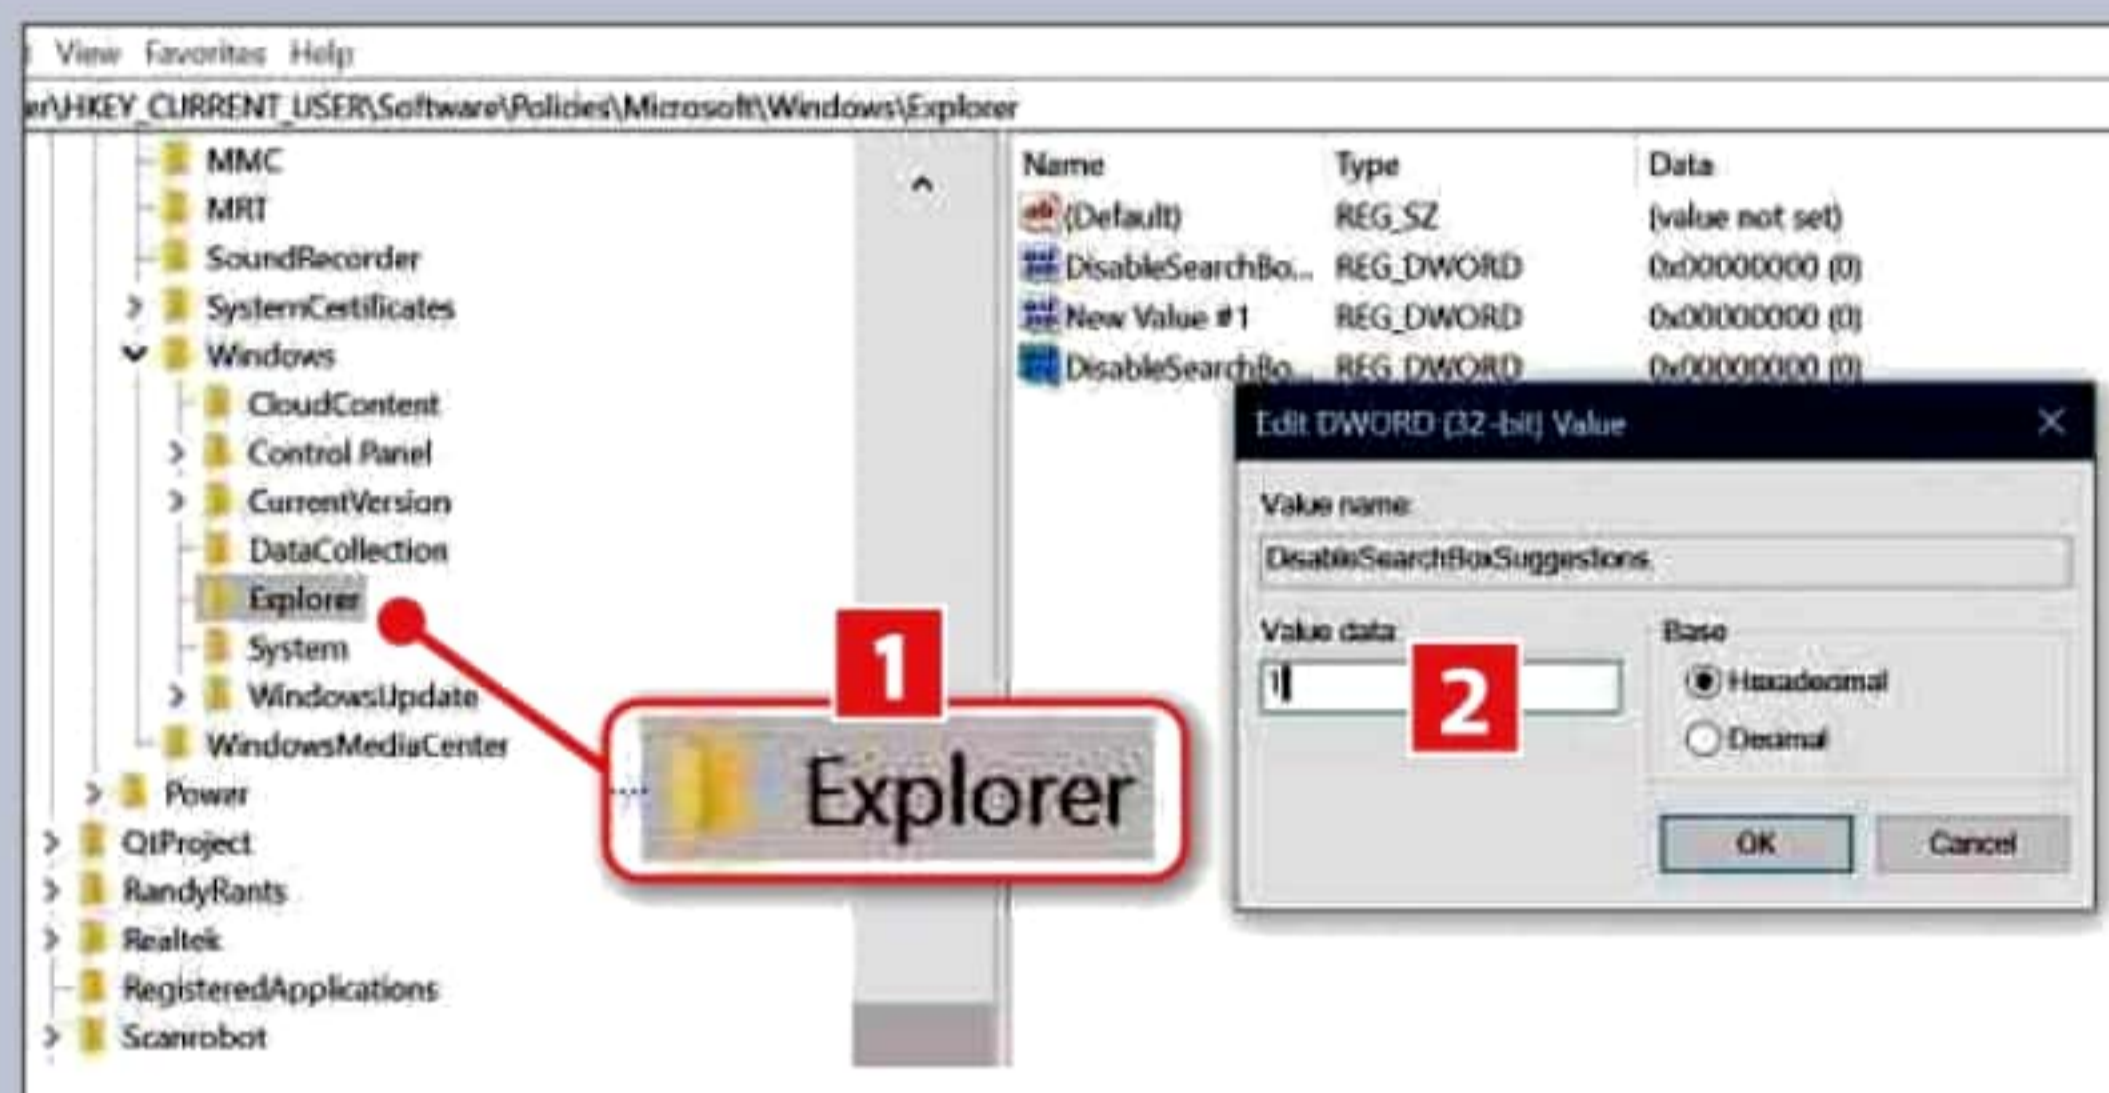 View Favorites Help
er\HKEY_CURRENT_USER\Software\Policies\Microsoft\Windows\Explorer
MMC
MRT
SoundRecorder
SystemCertificates
Windows
CloudContent
Control Panel
CurrentVersion
DataCollection
Explorer
System
WindowsUpdate
WindowsMediaCenter
Power
QtProject
RandyRants
Realtek
RegisteredApplications
Scanrobot
1
Explorer
Name Type Data
ab (Default) REG_SZ (value not set)
DisableSearchBo... REG_DWORD 0x00000000 (0)
New Value #1 REG_DWORD 0x00000000 (0)
DisableSearchBo... REG_DWORD 0x00000000 (0)
Edit DWORD (32-bit) Value
Value name:
DisableSearchBoxSuggestions
Value data:
1
2
Base
Hexadecimal
Decimal
OK Cancel